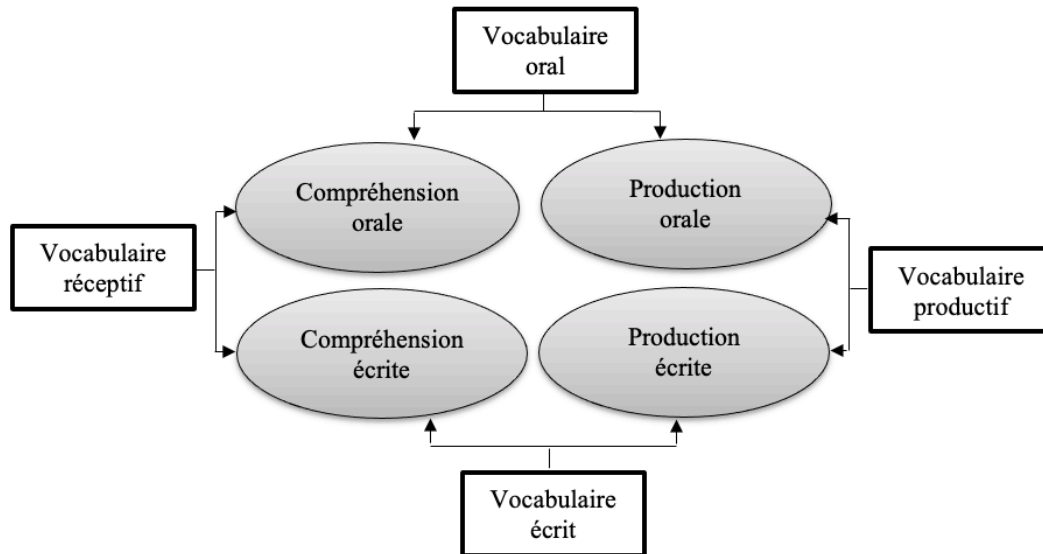 Vocabulaire
oral
Compréhension
orale
Production
orale
Vocabulaire
réceptif
Vocabulaire
productif
Compréhension
écrite
Production
écrite
Vocabulaire
écrit